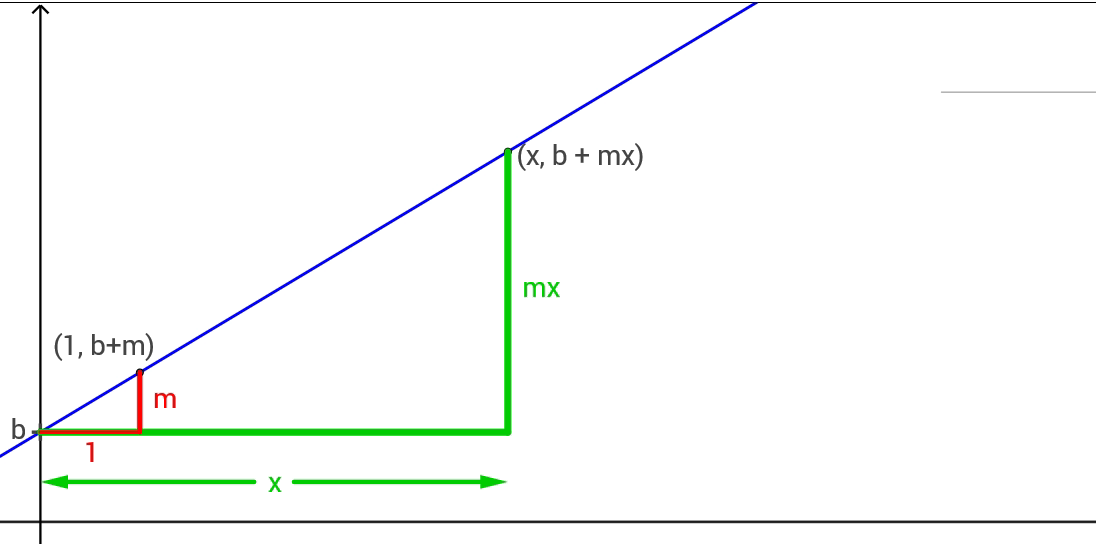 (x, b + mx)
mx
(1, b+m)
m
b
1
x